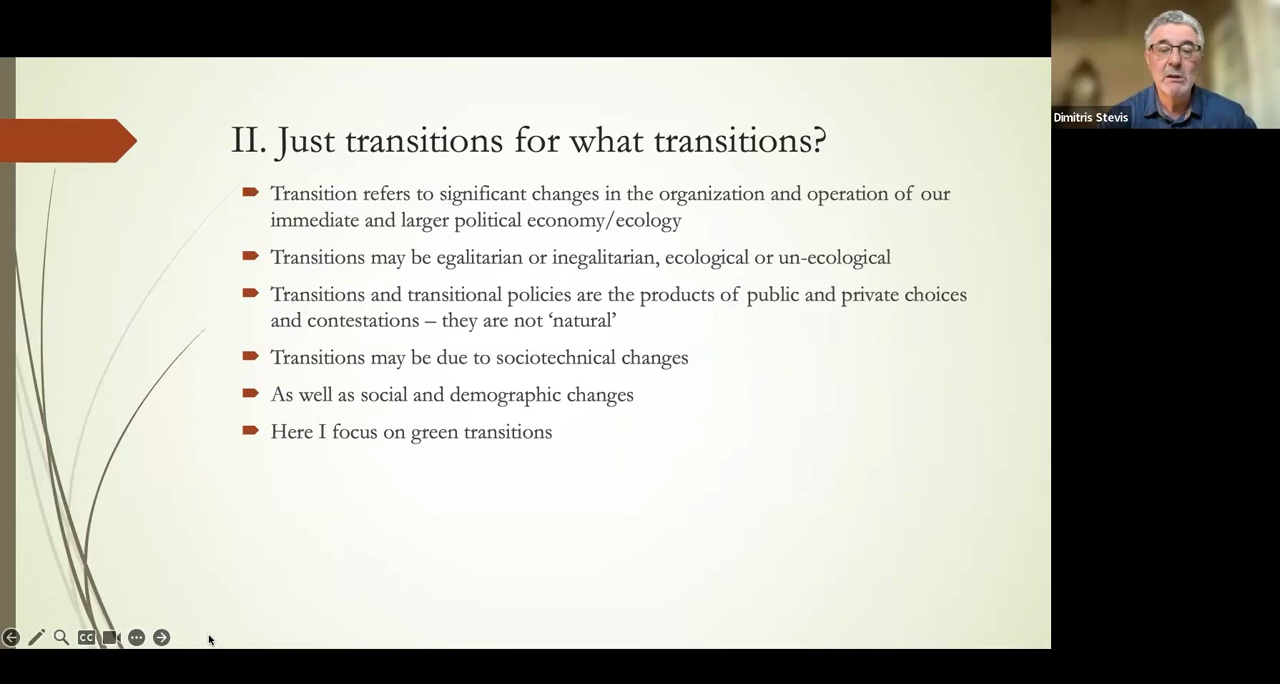 II. Just transitions for what transitions?
Transition refers to significant changes in the organization and operation of our
immediate and larger political economy/ecology
Transitions may be egalitarian or inegalitarian, ecological or un-ecological
Transitions and transitional policies are the products of public and private choices
and contestations – they are not ‘natural’
Transitions may be due to sociotechnical changes
As well as social and demographic changes
Here I focus on green transitions
CC
Dimitris Stevis